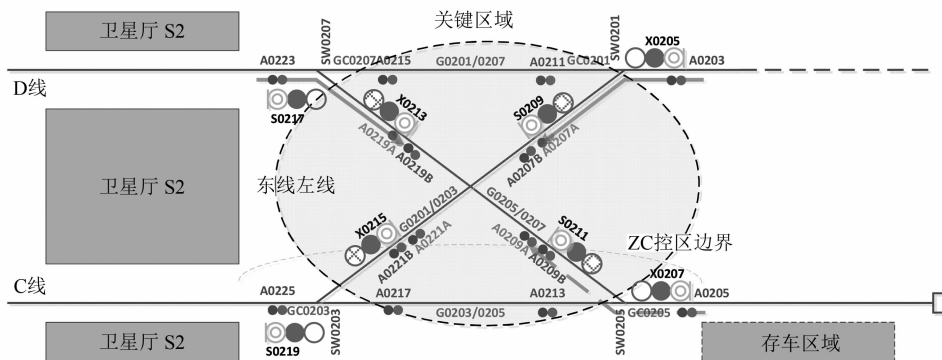 关键区域
卫星厅 S2
SW0207
SW0201
X0205
A0223
GC0207
A0215
G0201/0207
A0211
GC0201
A0203
D线
S0217
X0213
S0209
A0219A
A0219B
A0207B
A0207A
卫星厅 S2
东线左线
G0201/0203
G0205/0207
X0215
A0221A
A0221B
S0211
A0209A
A0209B
ZC控区边界
C线
X0207
A0225
GC0203
A0217
A0213
A0205
G0203/0205
GC0205
SW0203
SW0205
卫星厅 S2
S0219
存车区域